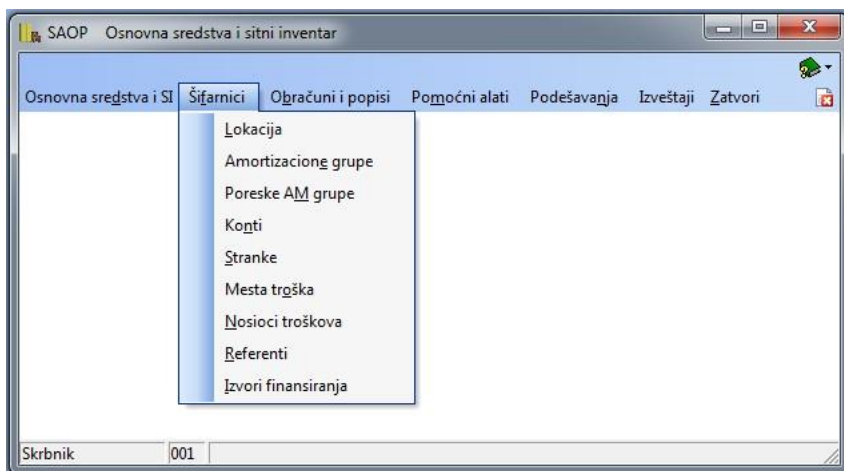 SAOP Osnovna sredstva i sitni inventar
Osnovna sredstva i SI Šifarnici Obračuni i popisi Pomoćni alati Podešavanja Izveštaji Zatvori
Lokacija
Amortizacione grupe
Poreske AM grupe
Konti
Stranke
Mesta troška
Nosioci troškova
Referenti
Izvori finansiranja
Skrbnik 001